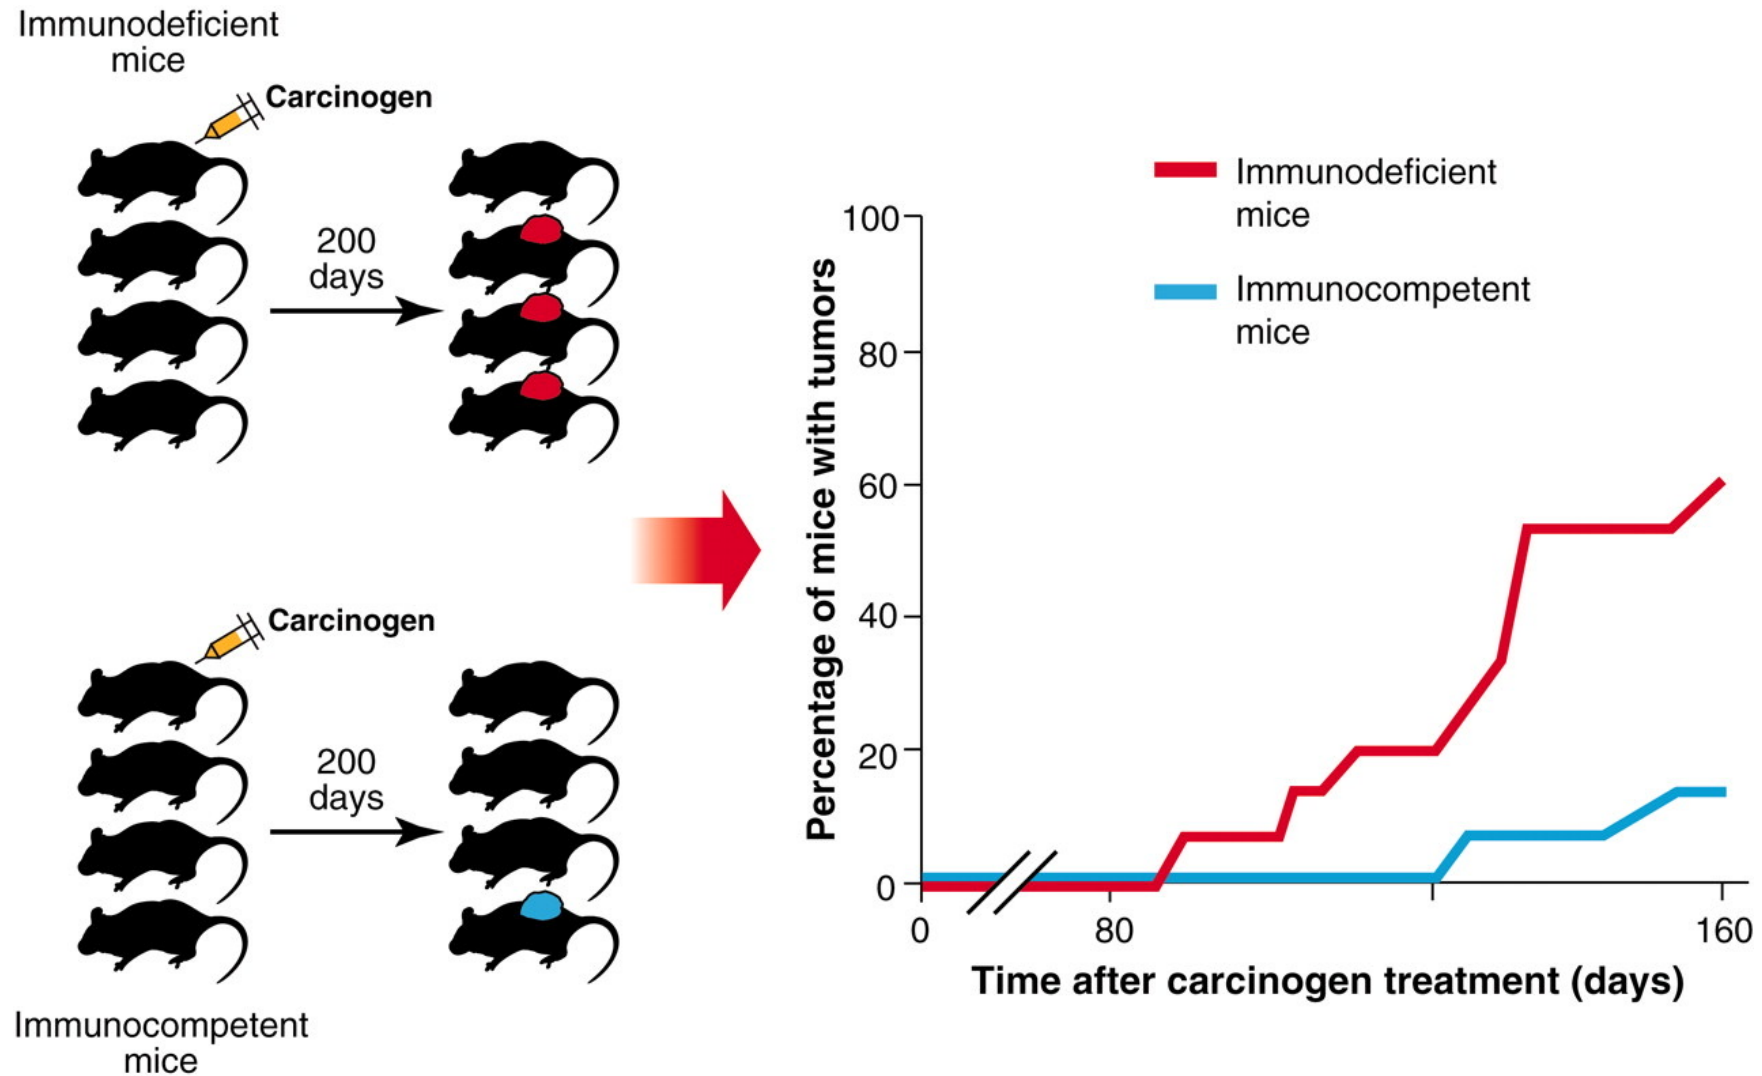 Immunodeficient
mice
Carcinogen
200
days
Carcinogen
200
days
Immunocompetent
mice
Immunodeficient
mice
Immunocompetent
mice
Percentage of mice with tumors
100
80
60
40
20
0
0 80 160
Time after carcinogen treatment (days)